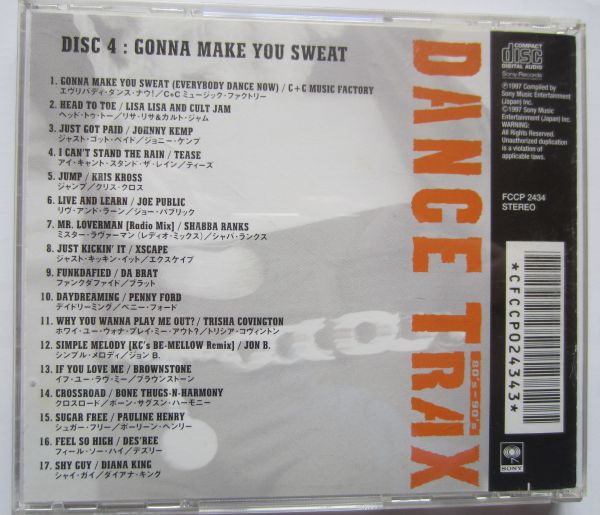 DISC 4 : GONNA MAKE YOU SWEAT
1. GONNA MAKE YOU SWEAT (EVERYBODY DANCE NOW) / C+C MUSIC FACTORY
エヴリバディ・ダンス・ナウ! / C+C ミュージック・ファクトリー
2. HEAD TO TOE / LISA LISA AND CULT JAM
ヘッド・トゥ・トー / リサ・リサ&カルト・ジャム
3. JUST GOT PAID / JOHNNY KEMP
ジャスト・ゴット・ペイド / ジョニー・ケンプ
4. I CAN'T STAND THE RAIN / TEASE
アイ・キャント・スタンド・ザ・レイン / ティーズ
5. JUMP / KRIS KROSS
ジャンプ / クリス・クロス
6. LIVE AND LEARN / JOE PUBLIC
リヴ・アンド・ラーン / ジョー・パブリック
7. MR. LOVERMAN [Radio Mix] / SHABBA RANKS
ミスター・ラヴァーマン (レディオ・ミックス) / シャバ・ランクス
8. JUST KICKIN' IT / XSCAPE
ジャスト・キッキン・イット / エクスケイプ
9. FUNKDAFIED / DA BRAT
ファンクダファイド / ブラット
10. DAYDREAMING / PENNY FORD
デイドリーミング / ペニー・フォード
11. WHY YOU WANNA PLAY ME OUT? / TRISHA COVINGTON
ホワイ・ユー・ウォナ・プレイ・ミー・アウト? / トリシア・コヴィントン
12. SIMPLE MELODY [KC's BE-MELLOW Remix] / JON B.
シンプル・メロディ / ジョン B.
13. IF YOU LOVE ME / BROWNSTONE
イフ・ユー・ラヴ・ミー / ブラウンストーン
14. CROSSROAD / BONE THUGS-N-HARMONY
クロスロード / ボーン・サグズン・ハーモニー
15. SUGAR FREE / PAULINE HENRY
シュガー・フリー / ポーリーン・ヘンリー
16. FEEL SO HIGH / DES'REE
フィール・ソー・ハイ / デズリー
17. SHY GUY / DIANA KING
シャイ・ガイ / ダイアナ・キング
DANCE TRAX
80's-90's
COMPACT
disc
DIGITAL AUDIO
Sony Records
℗1997 Compiled by
Sony Music Entertainment
(Japan) Inc.
©1997 Sony Music
Entertainment (Japan) Inc.
WARNING:
All Rights Reserved.
Unauthorized duplication
is a violation of
applicable laws.
FCCP 2434
STEREO
*CFCCP024343*
SONY